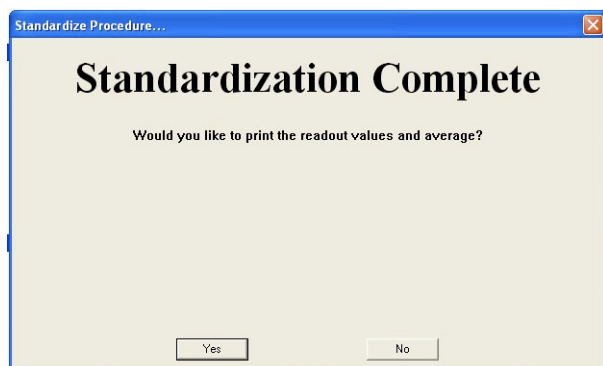 Standardize Procedure...
Standardization Complete
Would you like to print the readout values and average?
Yes No